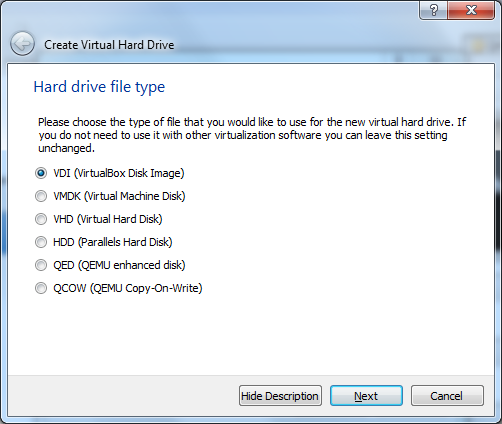 Create Virtual Hard Drive
Hard drive file type
Please choose the type of file that you would like to use for the new virtual hard drive. If
you do not need to use it with other virtualization software you can leave this setting
unchanged.
VDI (VirtualBox Disk Image)
VMDK (Virtual Machine Disk)
VHD (Virtual Hard Disk)
HDD (Parallels Hard Disk)
QED (QEMU enhanced disk)
QCOW (QEMU Copy-On-Write)
Hide Description Next Cancel